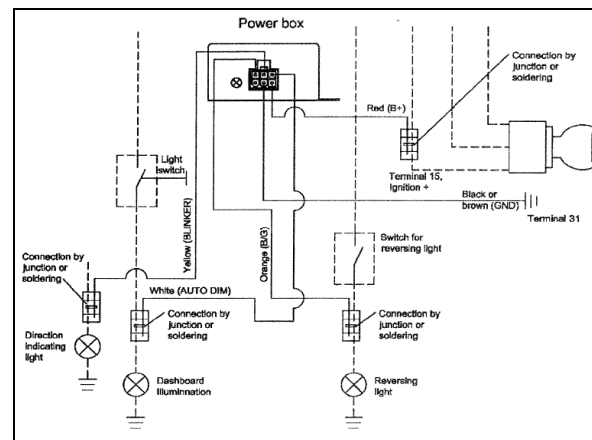 Power box
Connection by
junction or
soldering
Red (B+)
Light
switch
Terminal 15,
Ignition +
Black or
brown (GND)
Terminal 31
Yellow (BLINKER)
Orange (B/G)
Switch for
reversing light
Connection by
junction or
soldering
White (AUTO DIM)
Connection by
junction or
soldering
Connection by
junction or
soldering
Direction
indicating
light
Dashboard
Illuminnation
Reversing
light